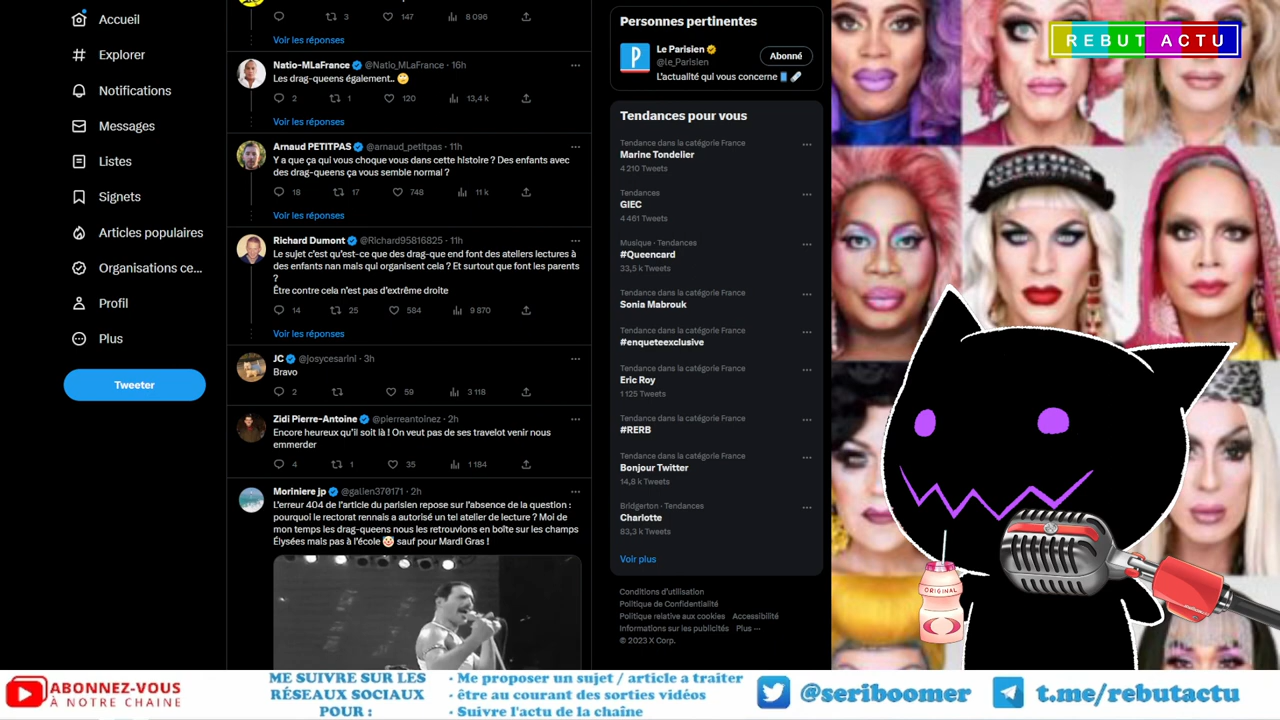 Accueil
Explorer
Notifications
Messages
Listes
Signets
Articles populaires
Organisations ce...
Profil
Plus
Tweeter
3 147 8 096
Voir les réponses
Natio-MLaFrance @Natio_MLaFrance · 16h
Les drag-queens également..
2 1 120 13,4 k
Voir les réponses
Arnaud PETITPAS @arnaud_petitpas · 11h
Y a que ça qui vous choque vous dans cette histoire ? Des enfants avec
des drag-queens ça vous semble normal ?
18 17 748 11 k
Voir les réponses
Richard Dumont @Richard95816825 · 11h
Le sujet c'est qu'est-ce que des drag-que end font des ateliers lectures à
des enfants nan mais qui organisent cela ? Et surtout que font les parents
?
Être contre cela n'est pas d'extrême droite
14 25 584 9 870
Voir les réponses
JC @josycesarini · 3h
Bravo
2 59 3 118
Zidi Pierre-Antoine @pierreantoinez · 2h
Encore heureux qu'il soit là ! On veut pas de ses travelot venir nous
emmerder
4 1 35 1 184
Moriniere jp @galien370171 · 2h
L'erreur 404 de l'article du parisien repose sur l'absence de la question :
pourquoi le rectorat rennais a autorisé un tel atelier de lecture ? Moi de
mon temps les drag-queens nous les retrouvions en boîte sur les champs
Élysées mais pas à l'école sauf pour Mardi Gras !
Personnes pertinentes
Le Parisien
@le_Parisien
Abonné
L'actualité qui vous concerne
Tendances pour vous
Tendance dans la catégorie France
Marine Tondelier
4 210 Tweets
Tendances
GIEC
4 461 Tweets
Musique · Tendances
#Queencard
33,5 k Tweets
Tendance dans la catégorie France
Sonia Mabrouk
Tendance dans la catégorie France
#enqueteexclusive
Tendance dans la catégorie France
Eric Roy
1 125 Tweets
Tendance dans la catégorie France
#RERB
Tendance dans la catégorie France
Bonjour Twitter
14,8 k Tweets
Bridgerton · Tendances
Charlotte
83,3 k Tweets
Voir plus
Conditions d'utilisation
Politique de Confidentialité
Politique relative aux cookies Accessibilité
Informations sur les publicités Plus ···
© 2023 X Corp.
REBUT ACTU
ORIGINAL
ABONNEZ-VOUS
À NOTRE CHAINE
ME SUIVRE SUR LES
RÉSEAUX SOCIAUX
POUR :
· Me proposer un sujet / article a traiter
· être au courant des sorties vidéos
· Suivre l'actu de la chaîne
@seriboomer
t.me/rebutactu